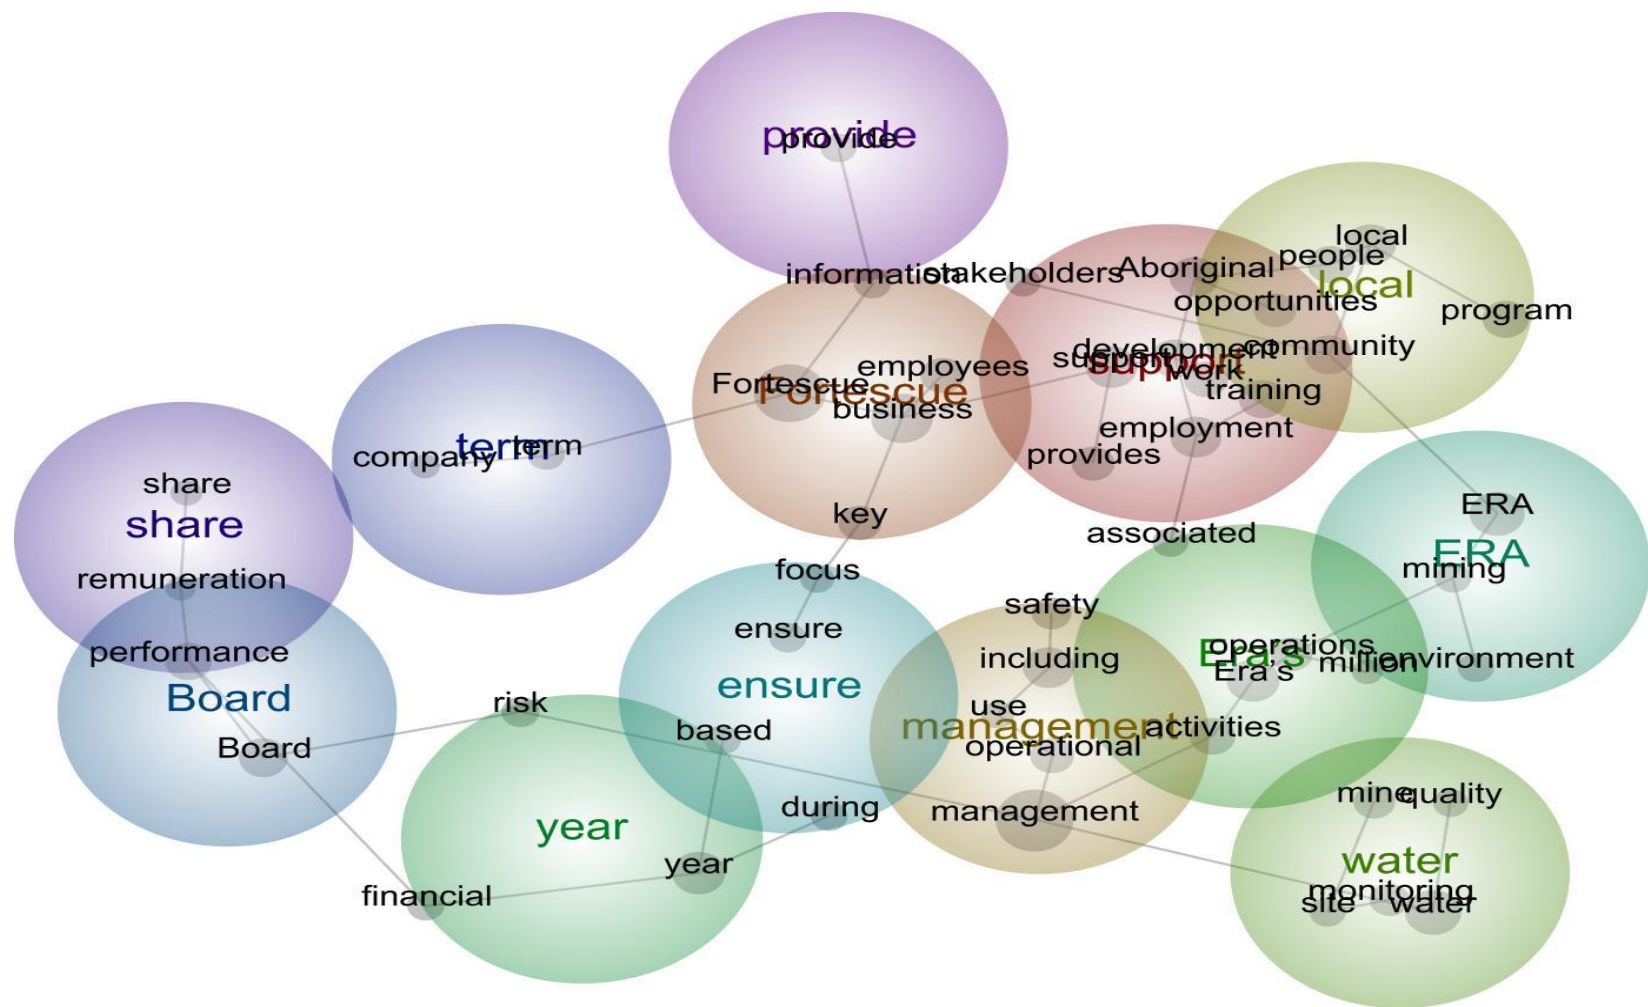 provide
provide
information
stakeholders
Aboriginal
local
people
local
opportunities
program
development
community
support
support
work
employees
Fortescue
Fortescue
training
business
employment
provides
term
term
company
share
share
key
ERA
ERA
mining
associated
focus
remuneration
safety
ensure
operations
Era's
Era's
million
environment
performance
including
ensure
Board
risk
use
management
activities
based
operational
Board
mine
quality
during
management
year
water
year
financial
monitoring
site
water